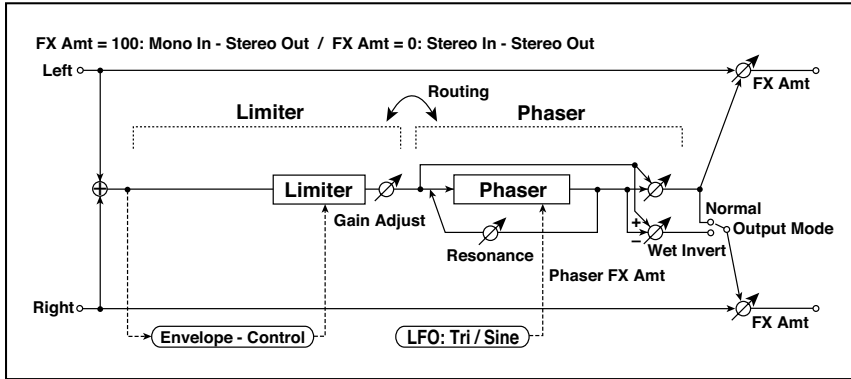 FX Amt = 100: Mono In - Stereo Out / FX Amt = 0: Stereo In - Stereo Out
Left
FX Amt
Routing
Limiter
Phaser
Limiter
Phaser
Gain Adjust
Normal
+
Output Mode
−
Wet Invert
Resonance
Phaser FX Amt
Right
FX Amt
Envelope - Control
LFO: Tri / Sine